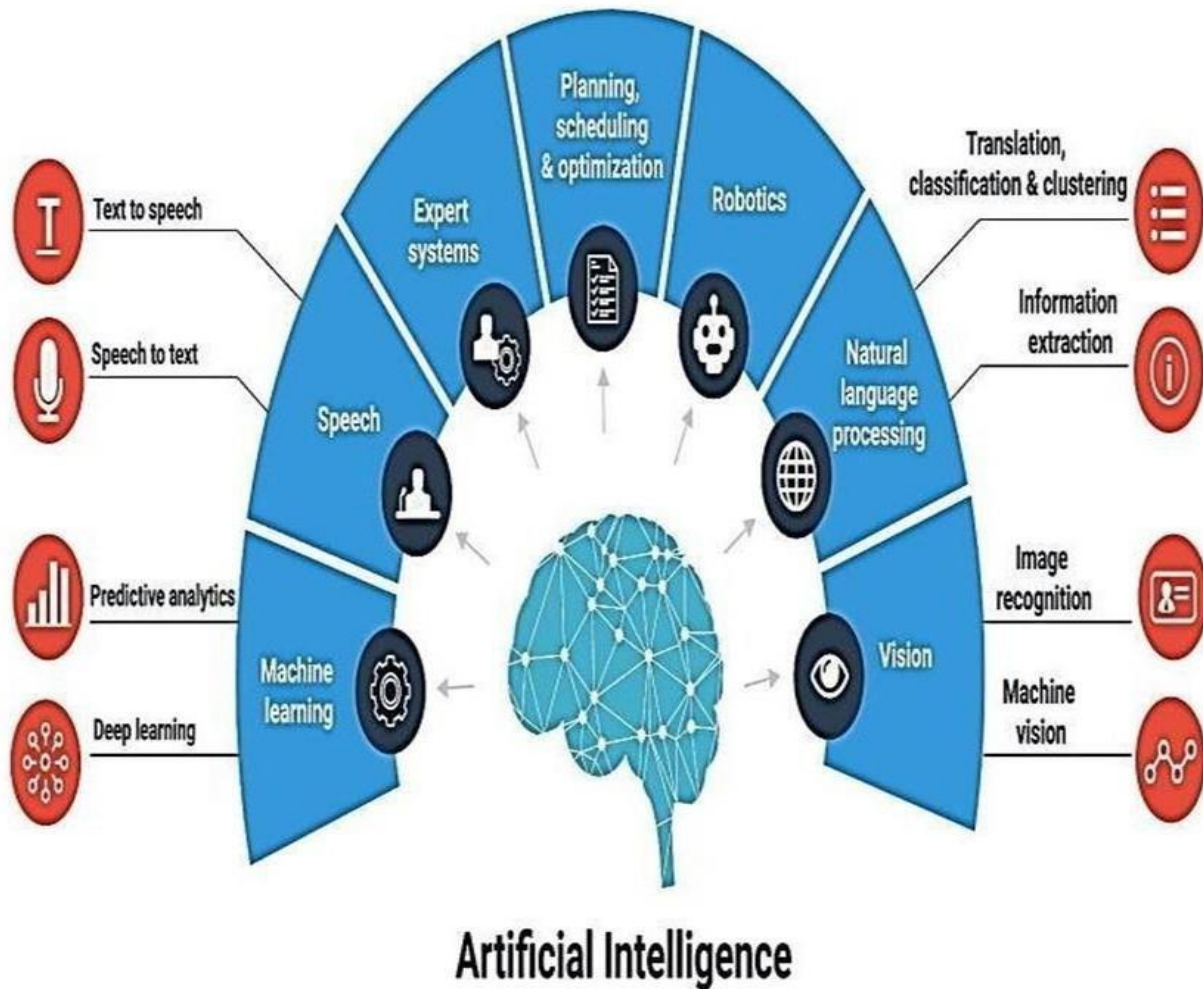 Planning,
scheduling
& optimization
Expert
systems
Robotics
Text to speech
Speech to text
Speech
Translation,
classification & clustering
Information
extraction
Natural
language
processing
Predictive analytics
Deep learning
Machine
learning
Vision
Image
recognition
Machine
vision
Artificial Intelligence